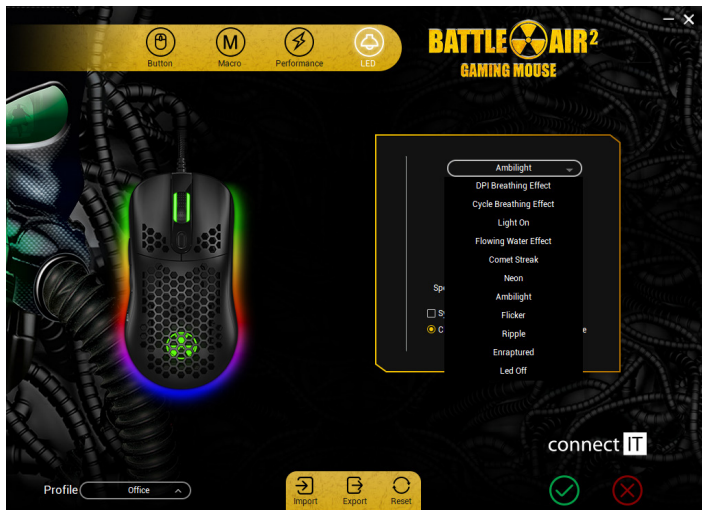 BATTLE AIR²
GAMING MOUSE
Button
M
Macro
Performance
LED
Ambilight
DPI Breathing Effect
Cycle Breathing Effect
Light On
Flowing Water Effect
Comet Streak
Neon
Ambilight
Flicker
Ripple
Enraptured
Led Off
connect IT
Profile
Office
Import
Export
Reset